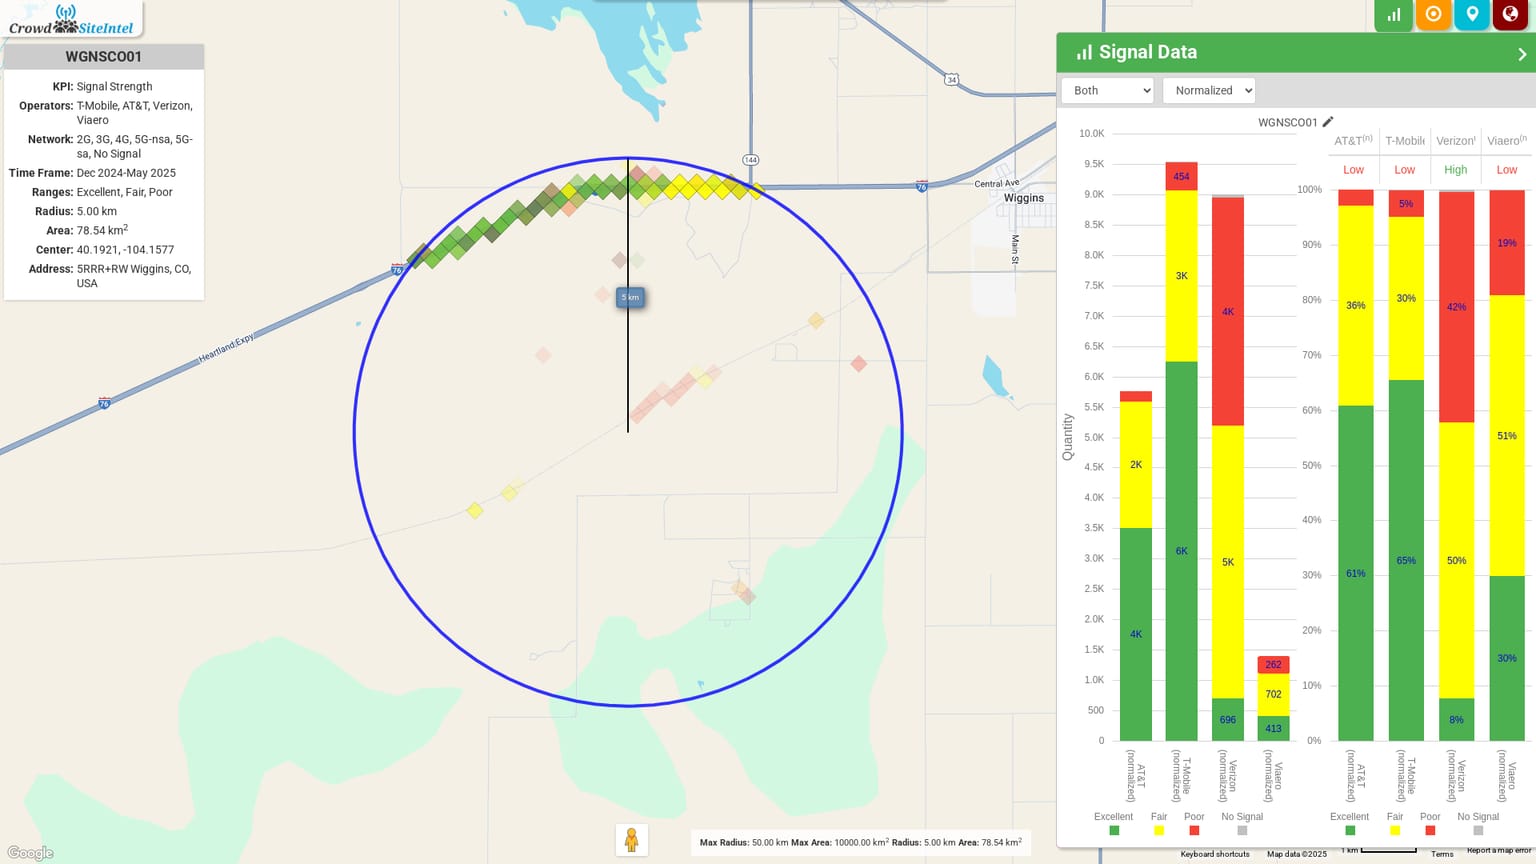 Crowd SiteIntel
WGNSCO01
KPI: Signal Strength
Operators: T-Mobile, AT&T, Verizon,
Viaero
Network: 2G, 3G, 4G, 5G-nsa, 5G-
sa, No Signal
Time Frame: Dec 2024-May 2025
Ranges: Excellent, Fair, Poor
Radius: 5.00 km
Area: 78.54 km²
Center: 40.1921, -104.1577
Address: 5RRR+RW Wiggins, CO,
USA
34
144
76
Central Ave
Wiggins
Main St
76
Heartland Expy
76
5 km
Google
Max Radius: 50.00 km Max Area: 10000.00 km² Radius: 5.00 km Area: 78.54 km²
Signal Data
Both
Normalized
WGNSCO01
Quantity
10.0K
9.5K
9.0K
8.5K
8.0K
7.5K
7.0K
6.5K
6.0K
5.5K
5.0K
4.5K
4.0K
3.5K
3.0K
2.5K
2.0K
1.5K
1.0K
500
0
2K
4K
454
3K
6K
4K
5K
696
262
702
413
AT&T (normalized)
T-Mobile (normalized)
Verizon (normalized)
Viaero (normalized)
Excellent Fair Poor No Signal
AT&T(n) T-Mobile Verizon Viaero(n
Low Low High Low
100%
90%
80%
70%
60%
50%
40%
30%
20%
10%
0%
36%
61%
5%
30%
65%
42%
50%
8%
19%
51%
30%
AT&T (normalized)
T-Mobile (normalized)
Verizon (normalized)
Viaero (normalized)
Excellent Fair Poor No Signal
Keyboard shortcuts Map data ©2025 1 km Terms Report a map error